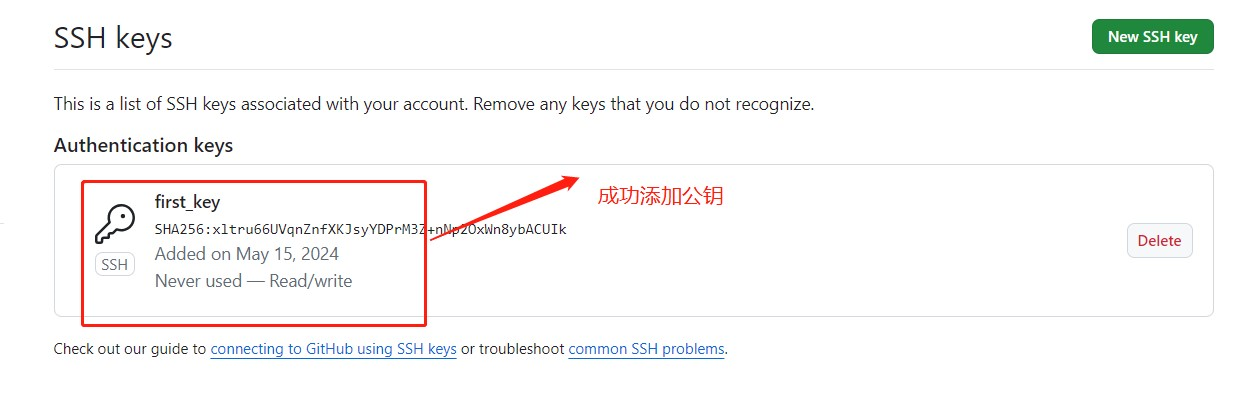 SSH keys
New SSH key
This is a list of SSH keys associated with your account. Remove any keys that you do not recognize.
Authentication keys
first_key
成功添加公钥
SHA256:xltru66UVqnZnfXKJsyYDPrM3Z+nNp2OxWn8ybACUIk
Added on May 15, 2024
SSH
Never used — Read/write
Delete
Check out our guide to connecting to GitHub using SSH keys or troubleshoot common SSH problems.